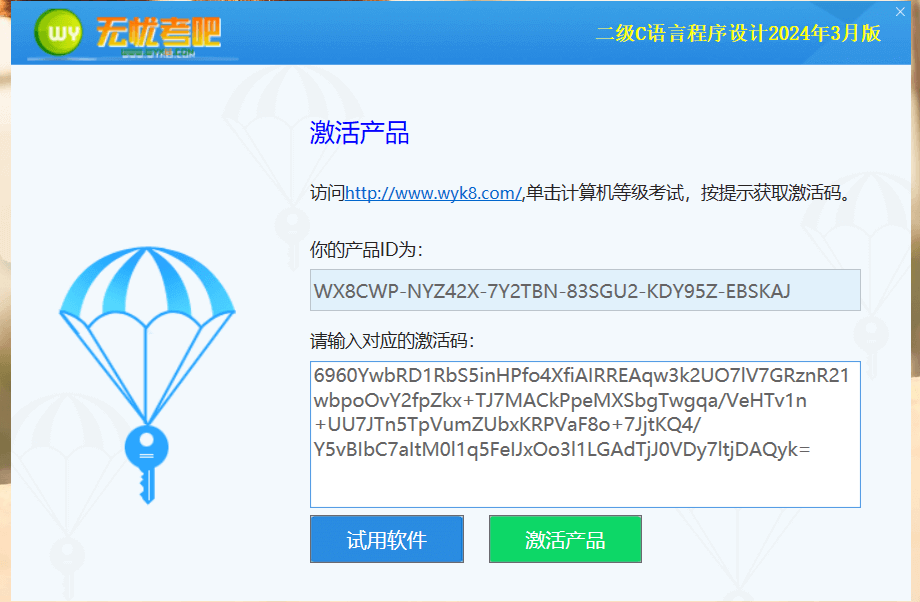 WY 无忧考吧
WWW.WYK8.COM
二级C语言程序设计2024年3月版
激活产品
访问http://www.wyk8.com/,单击计算机等级考试，按提示获取激活码。
你的产品ID为：
WX8CWP-NYZ42X-7Y2TBN-83SGU2-KDY95Z-EBSKAJ
请输入对应的激活码：
6960YwbRD1RbS5inHPfo4XfiAIRREAqw3k2UO7lV7GRznR21
wbpoOvY2fpZkx+TJ7MACkPpeMXSbgTwgqa/VeHTv1n
+UU7JTn5TpVumZUbxKRPVaF8o+7JjtKQ4/
Y5vBIbC7aItM0l1q5FeIJxOo3l1LGAdTjJ0VDy7ltjDAQyk=
试用软件
激活产品